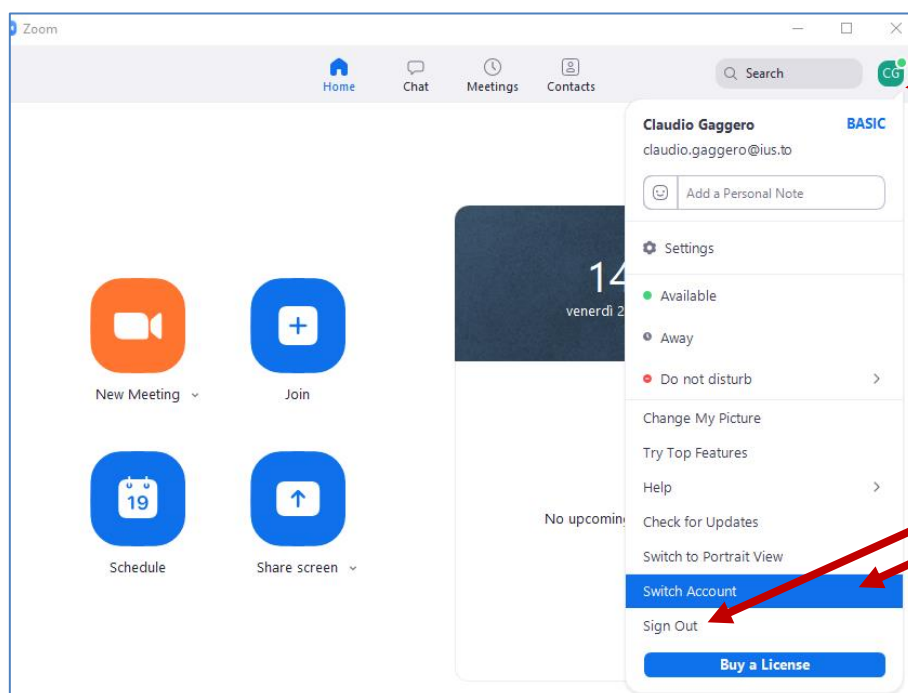 Zoom
Home
Chat
Meetings
Contacts
Search
CG
Claudio Gaggero
BASIC
claudio.gaggero@ius.to
Add a Personal Note
Settings
14
venerdì 2
Available
Away
Do not disturb
New Meeting
Join
Change My Picture
Try Top Features
Help
19
No upcoming
Check for Updates
Switch to Portrait View
Schedule
Share screen
Switch Account
Sign Out
Buy a License